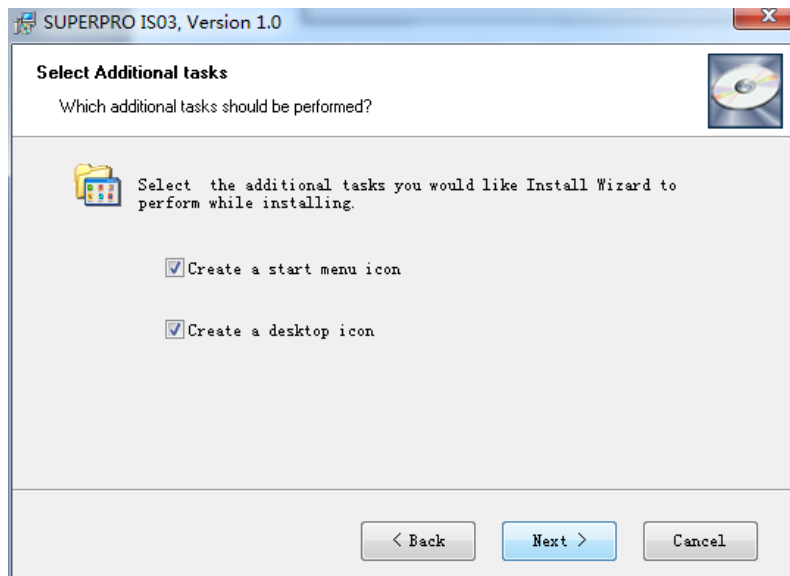 SUPERPRO IS03, Version 1.0
Select Additional tasks
Which additional tasks should be performed?
Select  the additional tasks you would like Install Wizard to
perform while installing.
Create a start menu icon
Create a desktop icon
< Back
Next >
Cancel